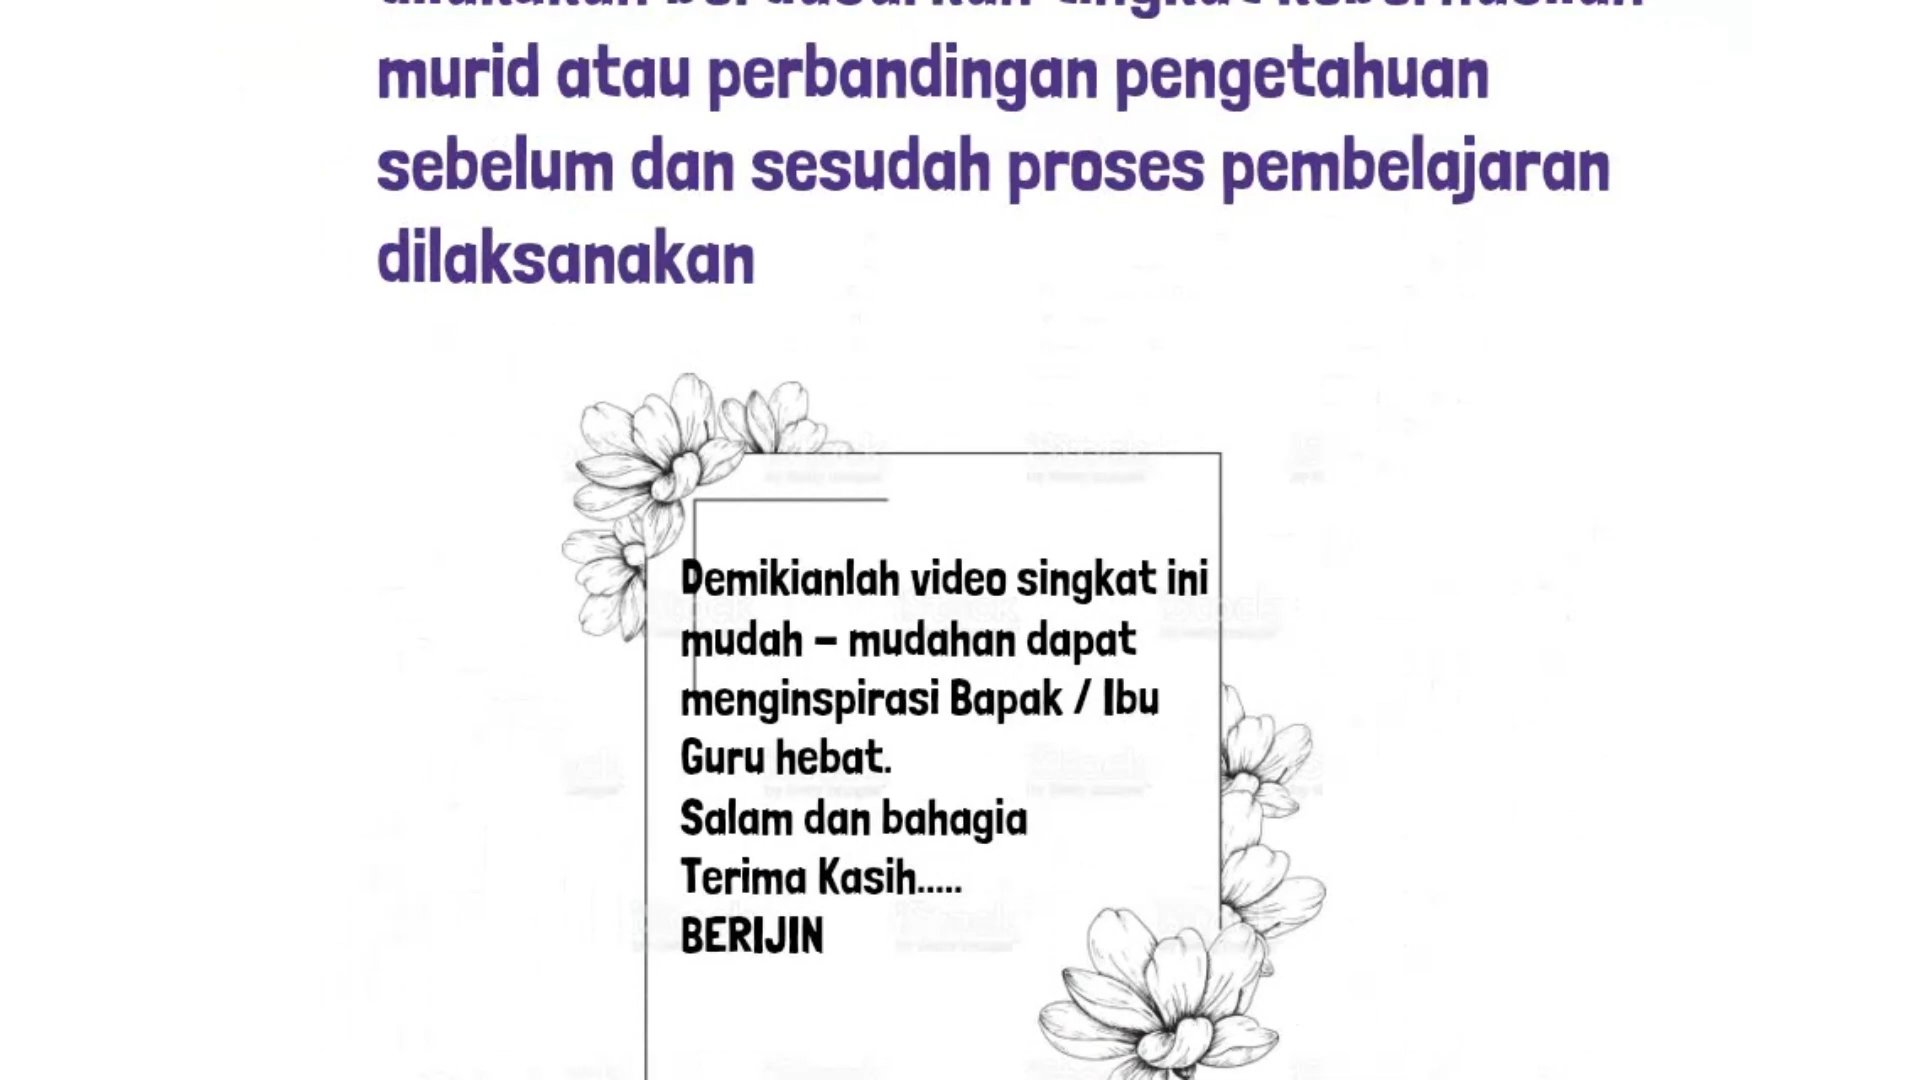 murid atau perbandingan pengetahuan
sebelum dan sesudah proses pembelajaran
dilaksanakan
Demikianlah video singkat ini
mudah – mudahan dapat
menginspirasi Bapak / Ibu
Guru hebat.
Salam dan bahagia
Terima Kasih.....
BERIJIN